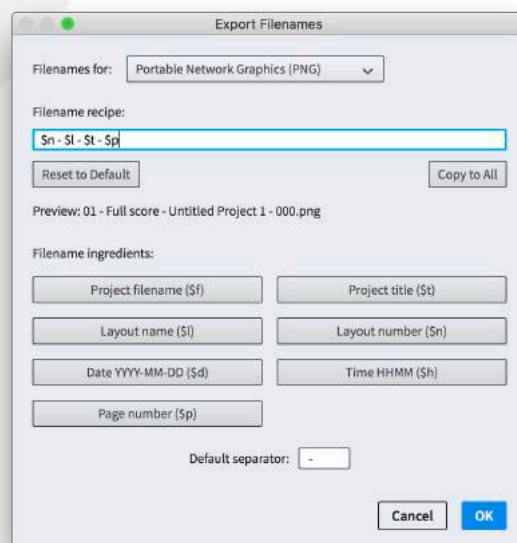 Export Filenames
Filenames for: Portable Network Graphics (PNG)
Filename recipe:
$n - $l - $t - $p
Reset to Default Copy to All
Preview: 01 - Full score - Untitled Project 1 - 000.png
Filename ingredients:
Project filename ($f) Project title ($t)
Layout name ($l) Layout number ($n)
Date YYYY-MM-DD ($d) Time HHMM ($h)
Page number ($p)
Default separator: -
Cancel OK